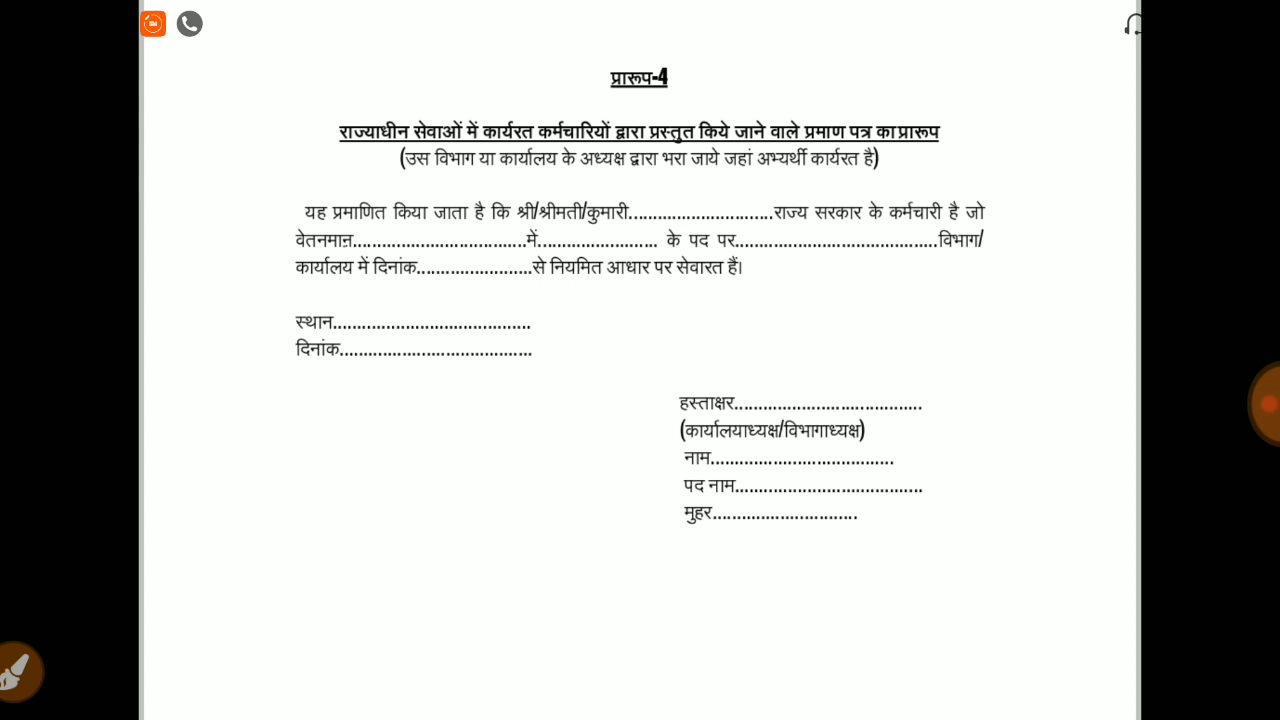 प्रारूप-4
राज्याधीन सेवाओं में कार्यरत कर्मचारियों द्वारा प्रस्तुत किये जाने वाले प्रमाण पत्र का प्रारूप
(उस विभाग या कार्यालय के अध्यक्ष द्वारा भरा जाये जहां अभ्यर्थी कार्यरत है)
यह प्रमाणित किया जाता है कि श्री/श्रीमती/कुमारी..............................राज्य सरकार के कर्मचारी है जो
वेतनमान....................................में......................... के पद पर..........................................विभाग/
कार्यालय में दिनांक........................से नियमित आधार पर सेवारत हैं।
स्थान.........................................
दिनांक........................................
हस्ताक्षर.......................................
(कार्यालयाध्यक्ष/विभागाध्यक्ष)
नाम......................................
पद नाम.......................................
मुहर..............................